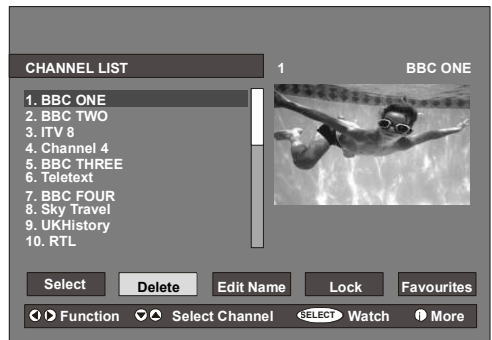 CHANNEL LIST
1 BBC ONE
1. BBC ONE
2. BBC TWO
3. ITV 8
4. Channel 4
5. BBC THREE
6. Teletext
7. BBC FOUR
8. Sky Travel
9. UKHistory
10. RTL
Select Delete Edit Name Lock Favourites
Function Select Channel SELECT Watch i More